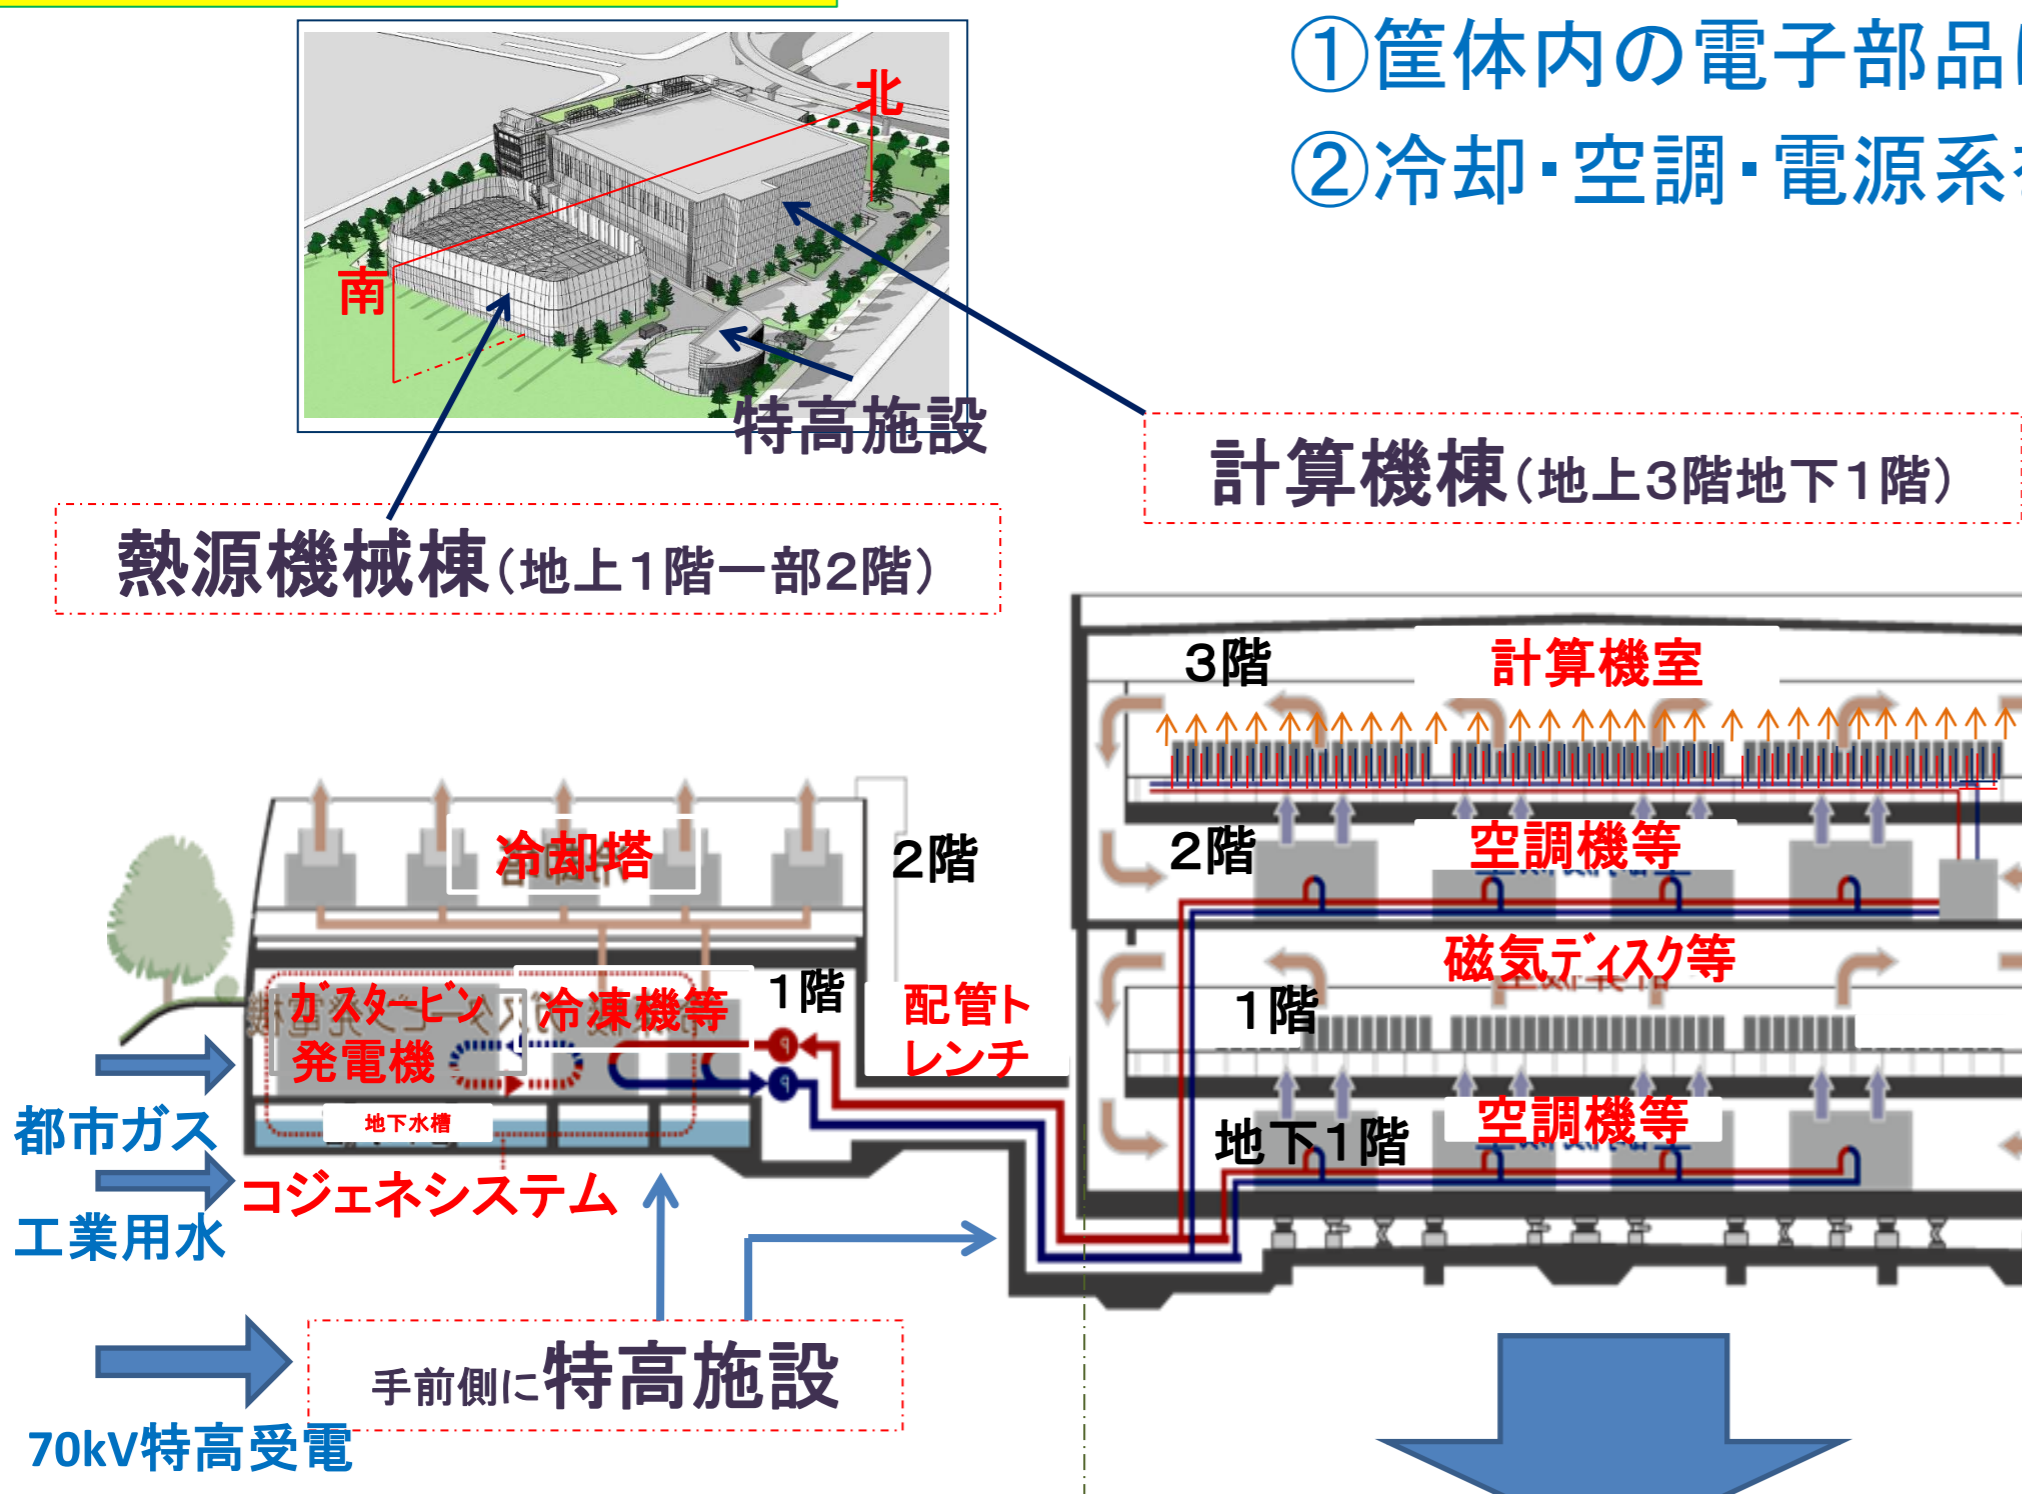 ①筐体内の電子部品
②冷却・空調・電源系
北
南
特高施設
計算機棟(地上3階地下1階)
熱源機械棟(地上1階一部2階)
3階
計算機室
冷却塔
2階
2階
空調機等
磁気ディスク等
ガスタービン
発電機
冷凍機等
1階
配管ト
レンチ
1階
地下水槽
都市ガス
地下1階
空調機等
コジェネシステム
工業用水
手前側に特高施設
70kV特高受電
P
P